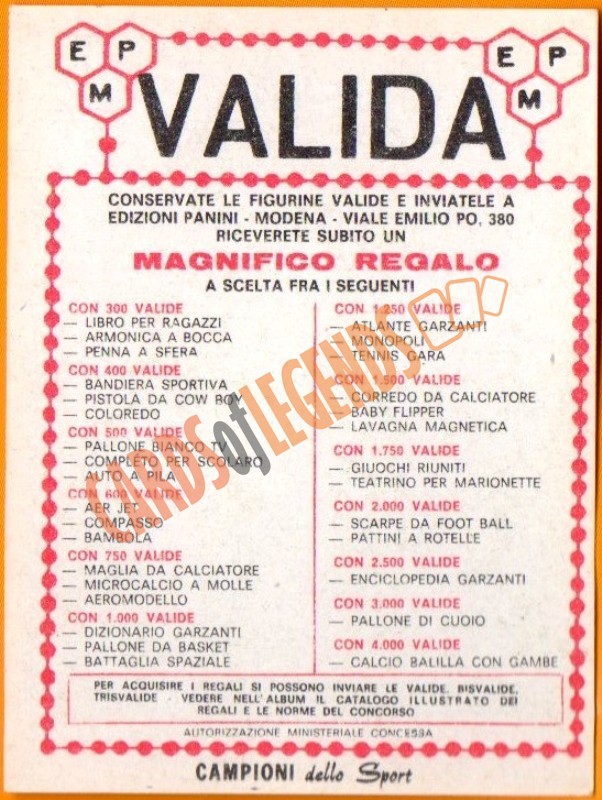 E P M
E P M
VALIDA
CONSERVATE LE FIGURINE VALIDE E INVIATELE A
EDIZIONI PANINI - MODENA - VIALE EMILIO PO, 380
RICEVERETE SUBITO UN
MAGNIFICO REGALO
A SCELTA FRA I SEGUENTI
CON 300 VALIDE
— LIBRO PER RAGAZZI
— ARMONICA A BOCCA
— PENNA A SFERA
CON 400 VALIDE
— BANDIERA SPORTIVA
— PISTOLA DA COW BOY
— COLOREDO
CON 500 VALIDE
— PALLONE BIANCO TV
— COMPLETO PER SCOLARO
— AUTO A PILA
CON 600 VALIDE
— AER JET
— COMPASSO
— BAMBOLA
CON 750 VALIDE
— MAGLIA DA CALCIATORE
— MICROCALCIO A MOLLE
— AEROMODELLO
CON 1.000 VALIDE
— DIZIONARIO GARZANTI
— PALLONE DA BASKET
— BATTAGLIA SPAZIALE
CON 1.250 VALIDE
— ATLANTE GARZANTI
— MONOPOLI
— TENNIS GARA
CON 1.500 VALIDE
— CORREDO DA CALCIATORE
— BABY FLIPPER
— LAVAGNA MAGNETICA
CON 1.750 VALIDE
— GIUOCHI RIUNITI
— TEATRINO PER MARIONETTE
CON 2.000 VALIDE
— SCARPE DA FOOT BALL
— PATTINI A ROTELLE
CON 2.500 VALIDE
— ENCICLOPEDIA GARZANTI
CON 3.000 VALIDE
— PALLONE DI CUOIO
CON 4.000 VALIDE
— CALCIO BALILLA CON GAMBE
PER ACQUISIRE I REGALI SI POSSONO INVIARE LE VALIDE, BISVALIDE,
TRISVALIDE - VEDERE NELL'ALBUM IL CATALOGO ILLUSTRATO DEI
REGALI E LE NORME DEL CONCORSO
AUTORIZZAZIONE MINISTERIALE CONCESSA
CAMPIONI dello Sport
CARDS of LEGENDS